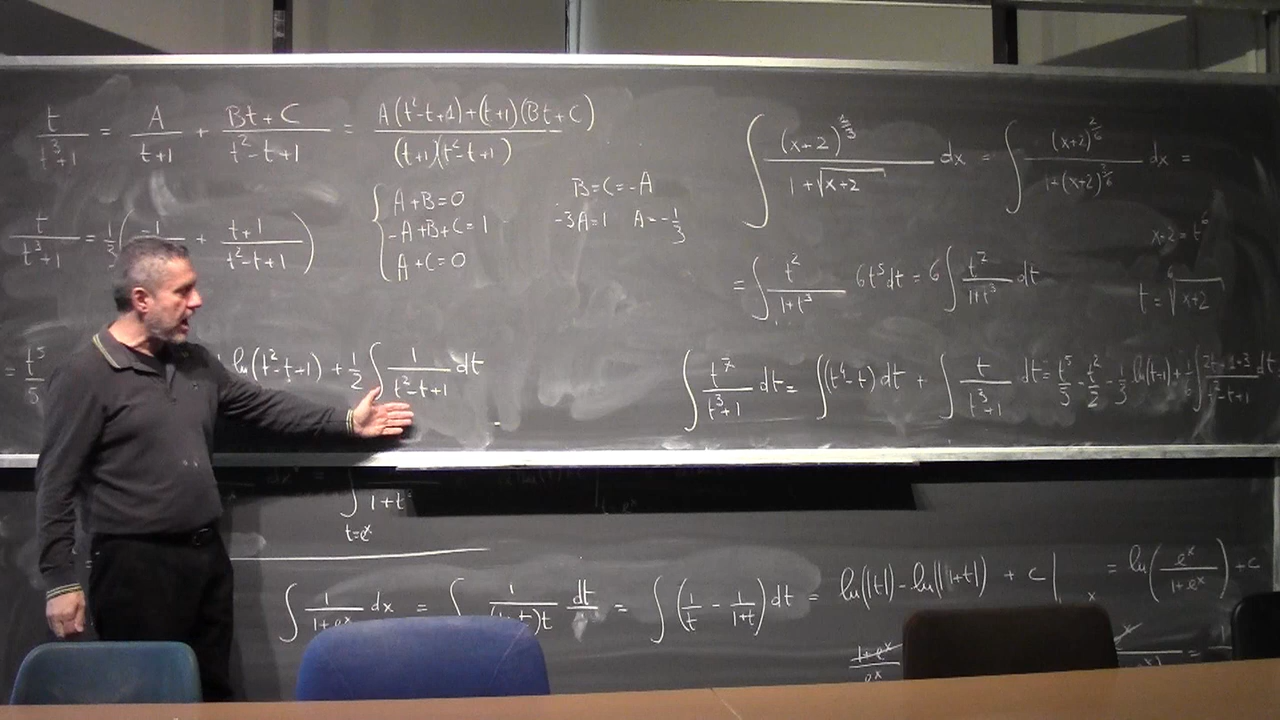 t/(t³+1) = A/(t+1) + (Bt+C)/(t²-t+1) = (A(t²-t+1)+(t+1)(Bt+C))/((t+1)(t²-t+1))
{ A+B=0
-A+B+C=1
A+C=0
B=C=-A
-3A=1 A=-1/3
t/(t³+1) = 1/3(-1 + (t+1)/(t²-t+1))
= t⁵/5 ln(t²-t+1) + 1/2 ∫ 1/(t²-t+1) dt
∫ (x+2)^(1/3)/(1+√(x+2)) dx = ∫ (x+2)^(2/6)/(1+(x+2)^(3/6)) dx =
x+2=t⁶
t=⁶√(x+2)
= ∫ t²/(1+t³) 6t⁵dt = 6∫ t⁷/(1+t³) dt
∫ t⁷/(t³+1) dt = ∫(t⁴-t)dt + ∫ t/(t³+1) dt = t⁵/5 - t²/2 - 1/3 ln(t+1) + 1/6 ∫ (2t-1+3)/(t²-t+1) dt
∫ 1+t
t=eˣ
∫ 1/(1+eˣ) dx = ∫ 1/((1+t)t) dt = ∫ (1/t - 1/(1+t)) dt = ln(|t|)-ln(|1+t|) + C | = ln(eˣ/(1+eˣ))+C
1+eˣ/eˣ